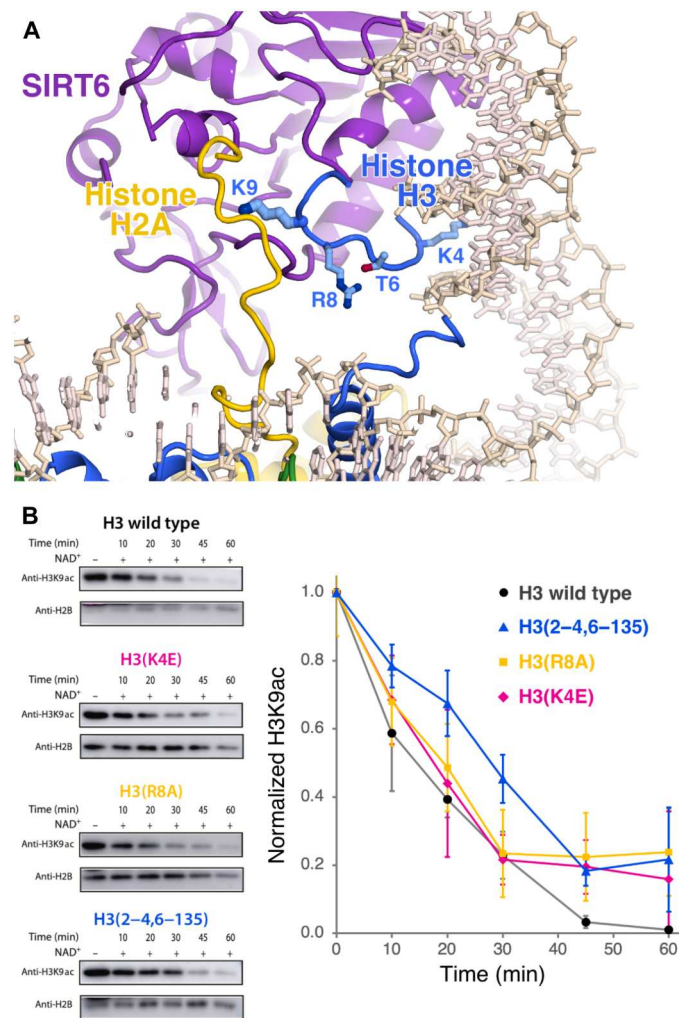 A
SIRT6
Histone
H2A
K9
Histone
H3
K4
T6
R8
B
H3 wild type
Time (min) 10 20 30 45 60
NAD+ – + + + + +
Anti-H3K9ac
Anti-H2B
H3(K4E)
Time (min) 10 20 30 45 60
NAD+ – + + + + +
Anti-H3K9ac
Anti-H2B
H3(R8A)
Time (min) 10 20 30 45 60
NAD+ – + + + + +
Anti-H3K9ac
Anti-H2B
H3(2–4,6–135)
Time (min) 10 20 30 45 60
NAD+ – + + + + +
Anti-H3K9ac
Anti-H2B
Normalized H3K9ac
1.0
0.8
0.6
0.4
0.2
0.0
0 10 20 30 40 50 60
Time (min)
H3 wild type
H3(2–4,6–135)
H3(R8A)
H3(K4E)